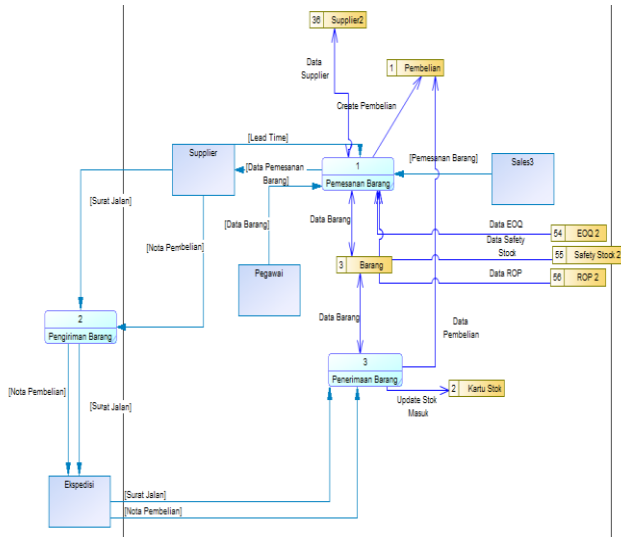 36 Supplier2
Data
Supplier
1 Pembelian
Create Pembelian
[Lead Time]
Supplier
1
Pemesanan Barang
[Data Pemesanan
Barang]
[Pemesanan Barang]
Sales3
[Surat Jalan]
[Data Barang]
[Nota Pembelian]
Data Barang
Data EOQ
54 EOQ 2
Data Safety
Stock
55 Safety Stock 2
Pegawai
3 Barang
Data ROP
56 ROP 2
2
Pengiriman Barang
Data Barang
Data
Pembelian
3
Penerimaan Barang
[Nota Pembelian]
[Surat Jalan]
Update Stok
Masuk
2 Kartu Stok
Ekspedisi
[Surat Jalan]
[Nota Pembelian]